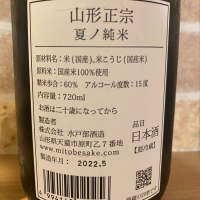 山形正宗
夏ノ純米
原材料名：米(国産)、米こうじ(国産米)
原料米：国産米100％使用
精米歩合：60％ アルコール度数：15度
内容量：720ml
お酒は二十歳になってから
製造者
株式会社 水戸部酒造
山形県天童市原町乙7番地
www.mitobesake.com
製造年月： 2022.5
品目
日本酒